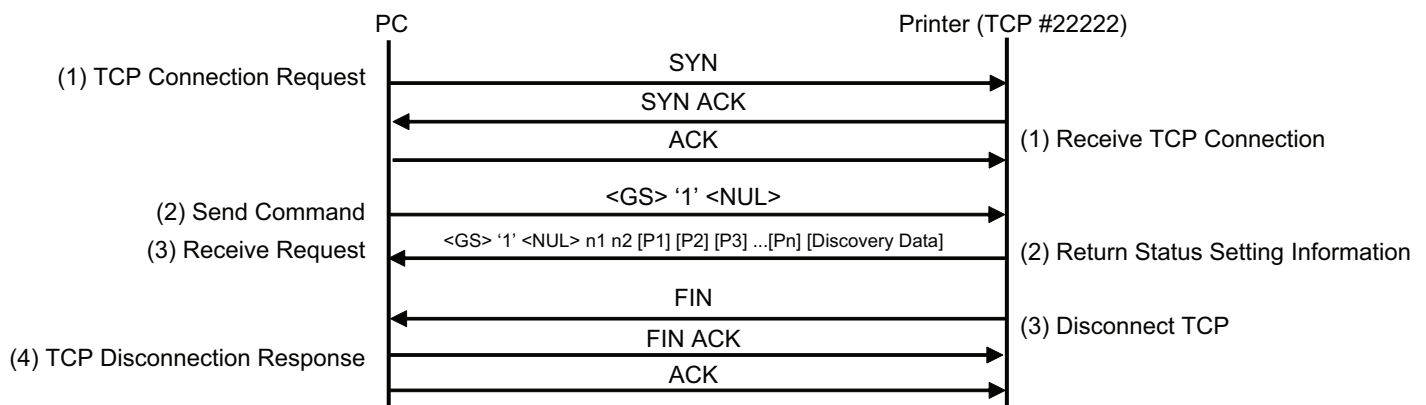 PC
Printer (TCP #22222)
SYN
(1) TCP Connection Request
SYN ACK
ACK
(1) Receive TCP Connection
<GS> ‘1’ <NUL>
(2) Send Command
<GS> ‘1’ <NUL> n1 n2 [P1] [P2] [P3] ...[Pn] [Discovery Data]
(3) Receive Request
(2) Return Status Setting Information
FIN
(3) Disconnect TCP
FIN ACK
(4) TCP Disconnection Response
ACK